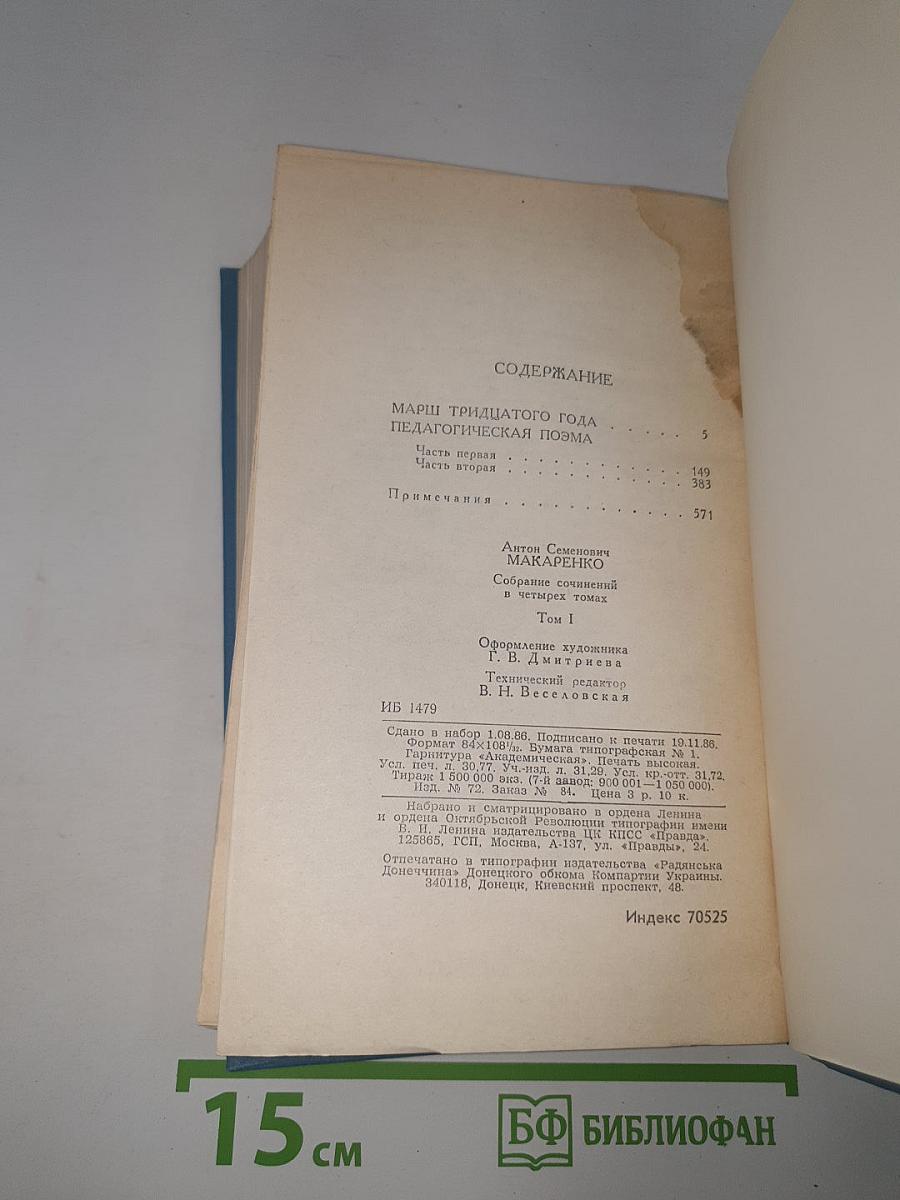 СОДЕРЖАНИЕ
МАРШ ТРИДЦАТОГО ГОДА . . . . . 5
ПЕДАГОГИЧЕСКАЯ ПОЭМА
Часть первая . . . . . . . . . . . . 149
Часть вторая . . . . . . . . . . . . 383
Примечания . . . . . . . . . . . . 571
Антон Семенович
МАКАРЕНКО
Собрание сочинений
в четырех томах
Том I
Оформление художника
Г. В. Дмитриева
Технический редактор
В. Н. Веселовская
ИБ 1479
Сдано в набор 1.08.86. Подписано к печати 19.11.86.
Формат 84×108¹/₃₂. Бумага типографская № 1.
Гарнитура «Академическая». Печать высокая.
Усл. печ. л. 30,77. Уч.-изд. л. 31,29. Усл. кр.-отт. 31,72.
Тираж 1 500 000 экз. (7-й завод: 900 001—1 050 000).
Изд. № 72. Заказ № 84. Цена 3 р. 10 к.
Набрано и сматрицировано в ордена Ленина
и ордена Октябрьской Революции типографии имени
В. И. Ленина издательства ЦК КПСС «Правда».
125865, ГСП, Москва, А-137, ул. «Правды», 24.
Отпечатано в типографии издательства «Радянська
Донеччина» Донецкого обкома Компартии Украины.
340118, Донецк, Киевский проспект, 48.
Индекс 70525
15 см
БФ БИБЛИОФАН